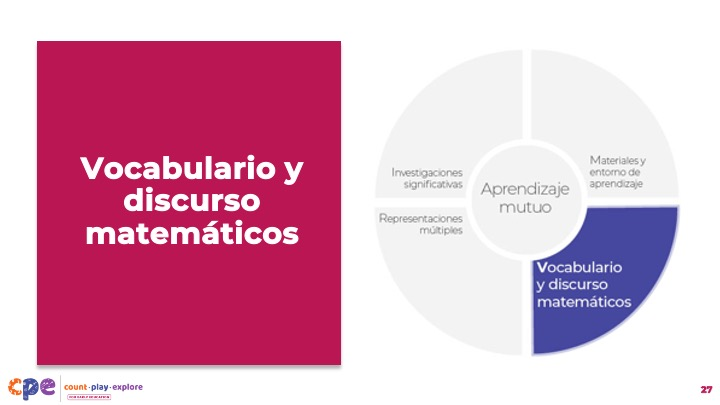 Vocabulario y
discurso
matemáticos
Investigaciones
significativas
Materiales y
entorno de
aprendizaje
Aprendizaje
mutuo
Representaciones
múltiples
Vocabulario
y discurso
matemáticos
cpe
count·play·explore
27